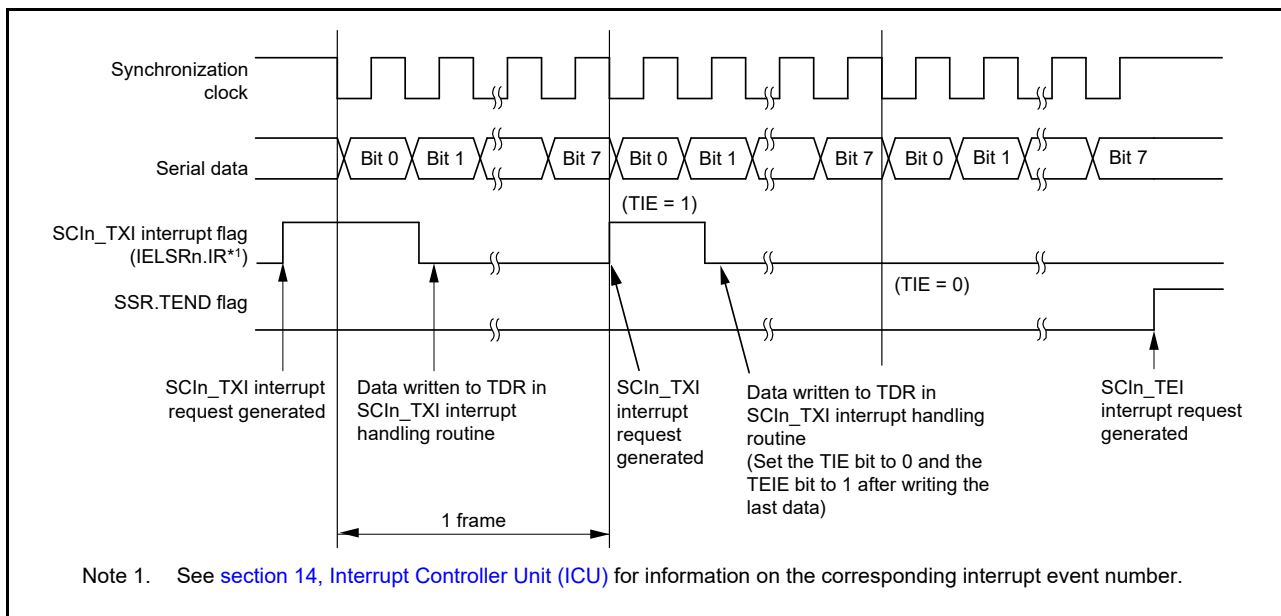 Synchronization
clock
Serial data
Bit 0
Bit 1
Bit 7
Bit 0
Bit 1
Bit 7
Bit 0
Bit 1
Bit 7
(TIE = 1)
SCIn_TXI interrupt flag
(IELSRn.IR*1)
(TIE = 0)
SSR.TEND flag
SCIn_TXI interrupt
request generated
Data written to TDR in
SCIn_TXI interrupt
handling routine
SCIn_TXI
interrupt
request
generated
Data written to TDR in
SCIn_TXI interrupt handling
routine
(Set the TIE bit to 0 and the
TEIE bit to 1 after writing the
last data)
SCIn_TEI
interrupt request
generated
1 frame
Note 1. See section 14, Interrupt Controller Unit (ICU) for information on the corresponding interrupt event number.